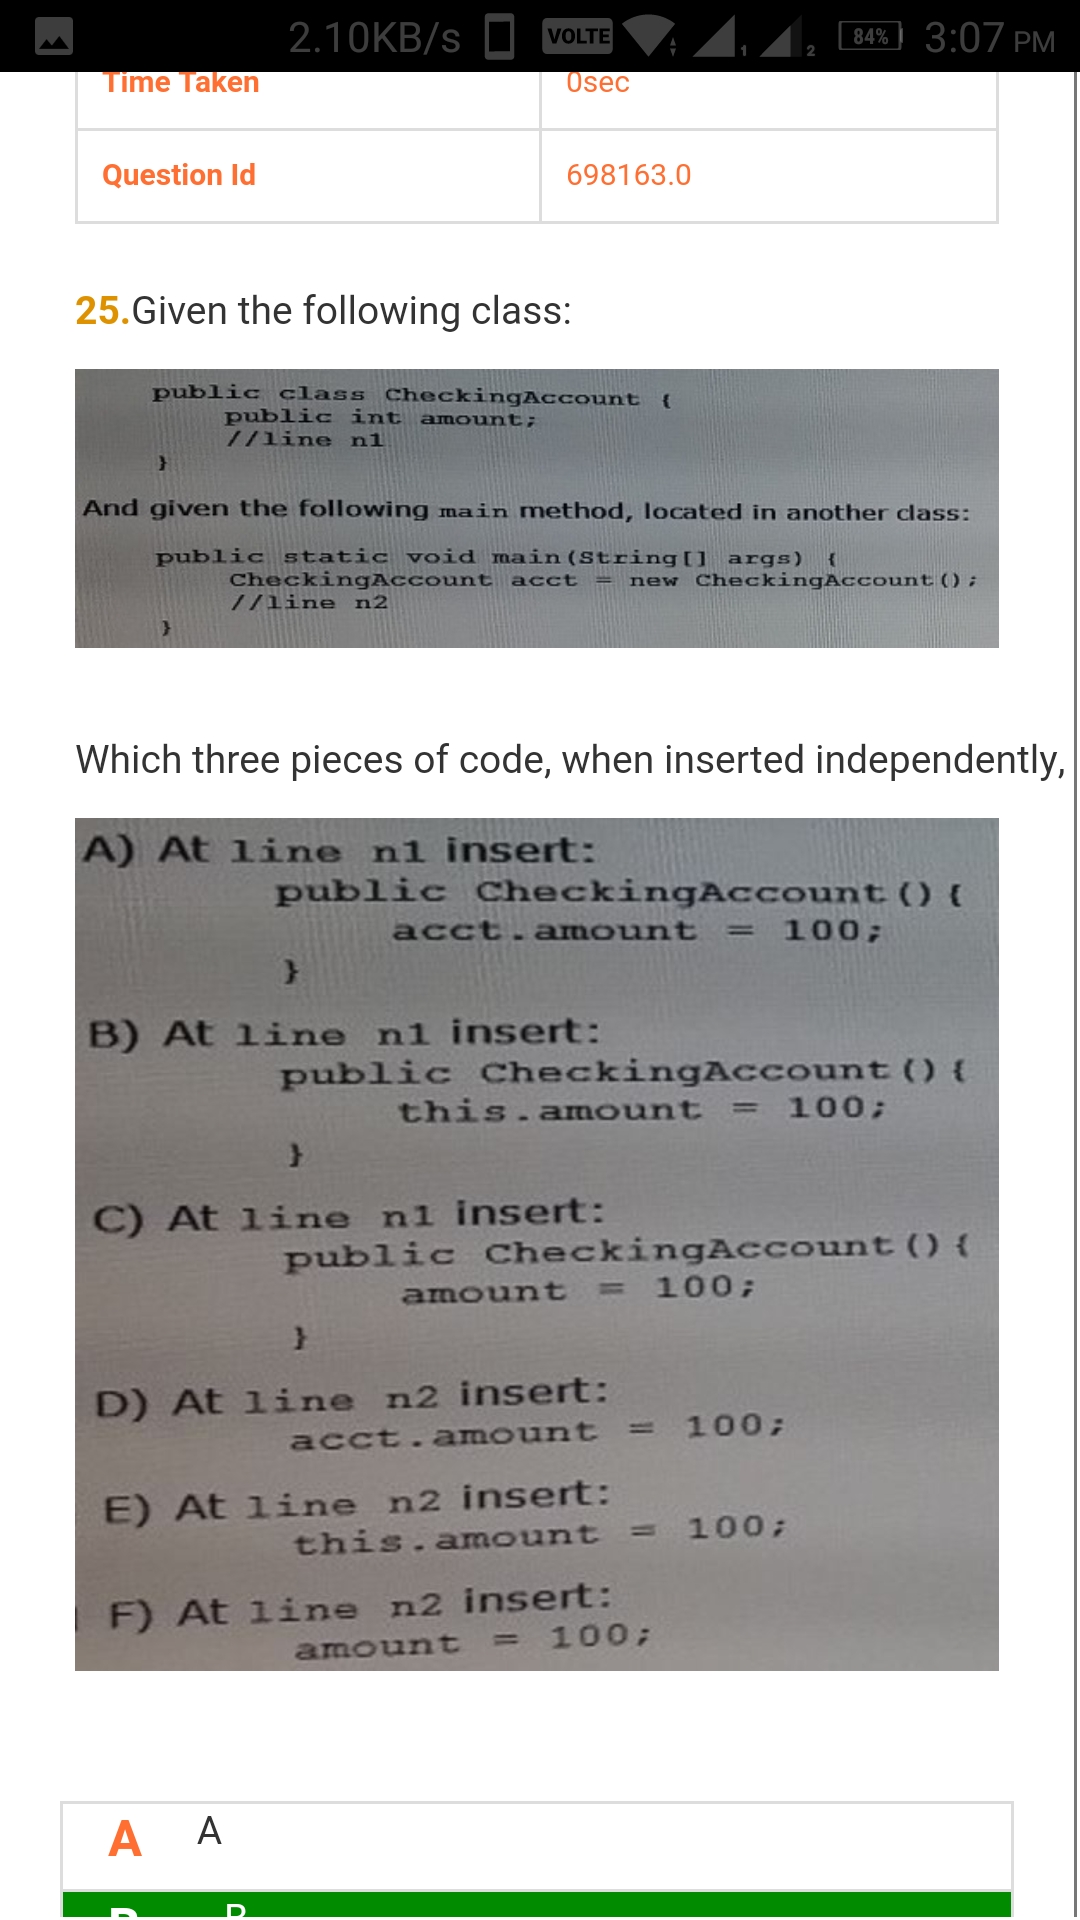 2.10KB/s VOLTE 1 2 84% 3:07 PM
Time Taken 0sec
Question Id 698163.0
25.Given the following class:
public class CheckingAccount {
public int amount;
//line n1
}
And given the following main method, located in another class:
public static void main(String[] args) {
CheckingAccount acct = new CheckingAccount();
//line n2
}
Which three pieces of code, when inserted independently,
A) At line n1 insert:
public CheckingAccount() {
acct.amount = 100;
}
B) At line n1 insert:
public CheckingAccount() {
this.amount = 100;
}
C) At line n1 insert:
public CheckingAccount() {
amount = 100;
}
D) At line n2 insert:
acct.amount = 100;
E) At line n2 insert:
this.amount = 100;
F) At line n2 insert:
amount = 100;
A A
B B